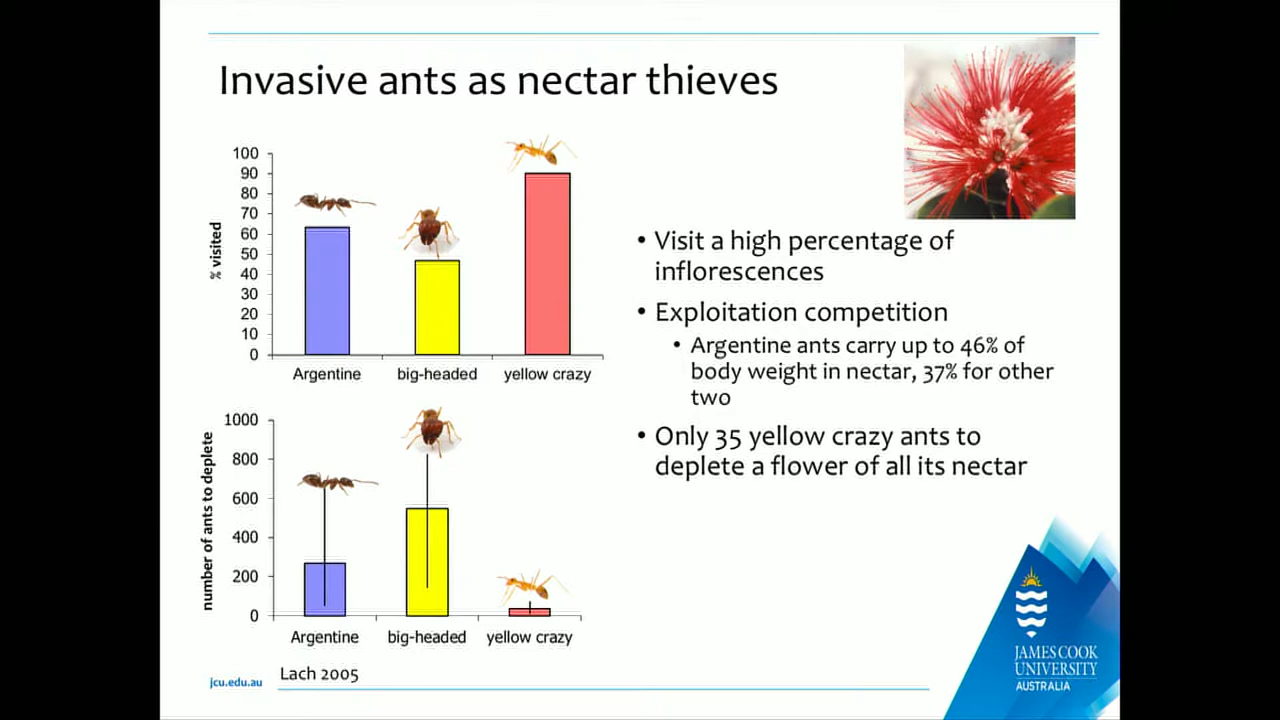 Invasive ants as nectar thieves
100
90
80
70
60
50
40
30
20
10
0
% visited
Argentine
big-headed
yellow crazy
1000
800
600
400
200
0
number of ants to deplete
Argentine
big-headed
yellow crazy
• Visit a high percentage of
inflorescences
• Exploitation competition
• Argentine ants carry up to 46% of
body weight in nectar, 37% for other
two
• Only 35 yellow crazy ants to
deplete a flower of all its nectar
Lach 2005
jcu.edu.au
JAMES COOK
UNIVERSITY
AUSTRALIA